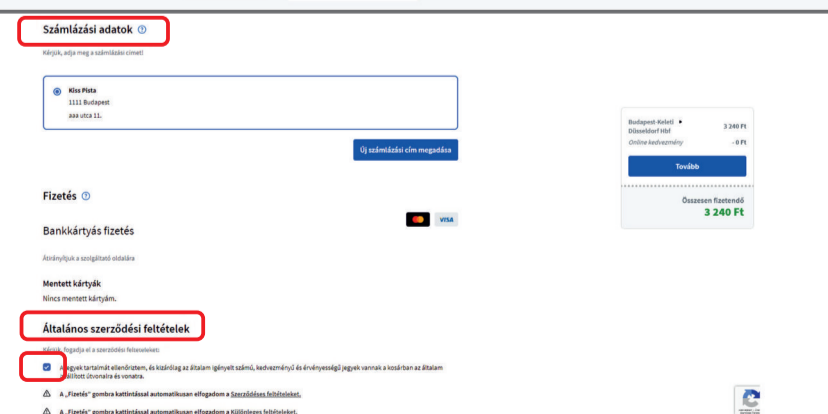 Számlázási adatok
Kérjük, adja meg a számlázási címet!
Kiss Pista
1111 Budapest
aaa utca 11.
Új számlázási cím megadása
Budapest-Keleti
Düsseldorf Hbf
3 240 Ft
Online kedvezmény
- 0 Ft
Tovább
Összesen fizetendő
3 240 Ft
Fizetés
VISA
Bankkártyás fizetés
Átirányítjuk a szolgáltató oldalára
Mentett kártyák
Nincs mentett kártyám.
Általános szerződési feltételek
Kérjük, fogadja el a szerződési feltételeket:
A jegyek tartalmát ellenőriztem, és kizárólag az általam igényelt számú, kedvezményű és érvényességű jegyek vannak a kosárban az általam
szállított útvonalra és vonatra.
A „Fizetés” gombra kattintással automatikusan elfogadom a Szerződéses feltételeket.
A „Fizetés” gombra kattintással automatikusan elfogadom a Különleges feltételeket.